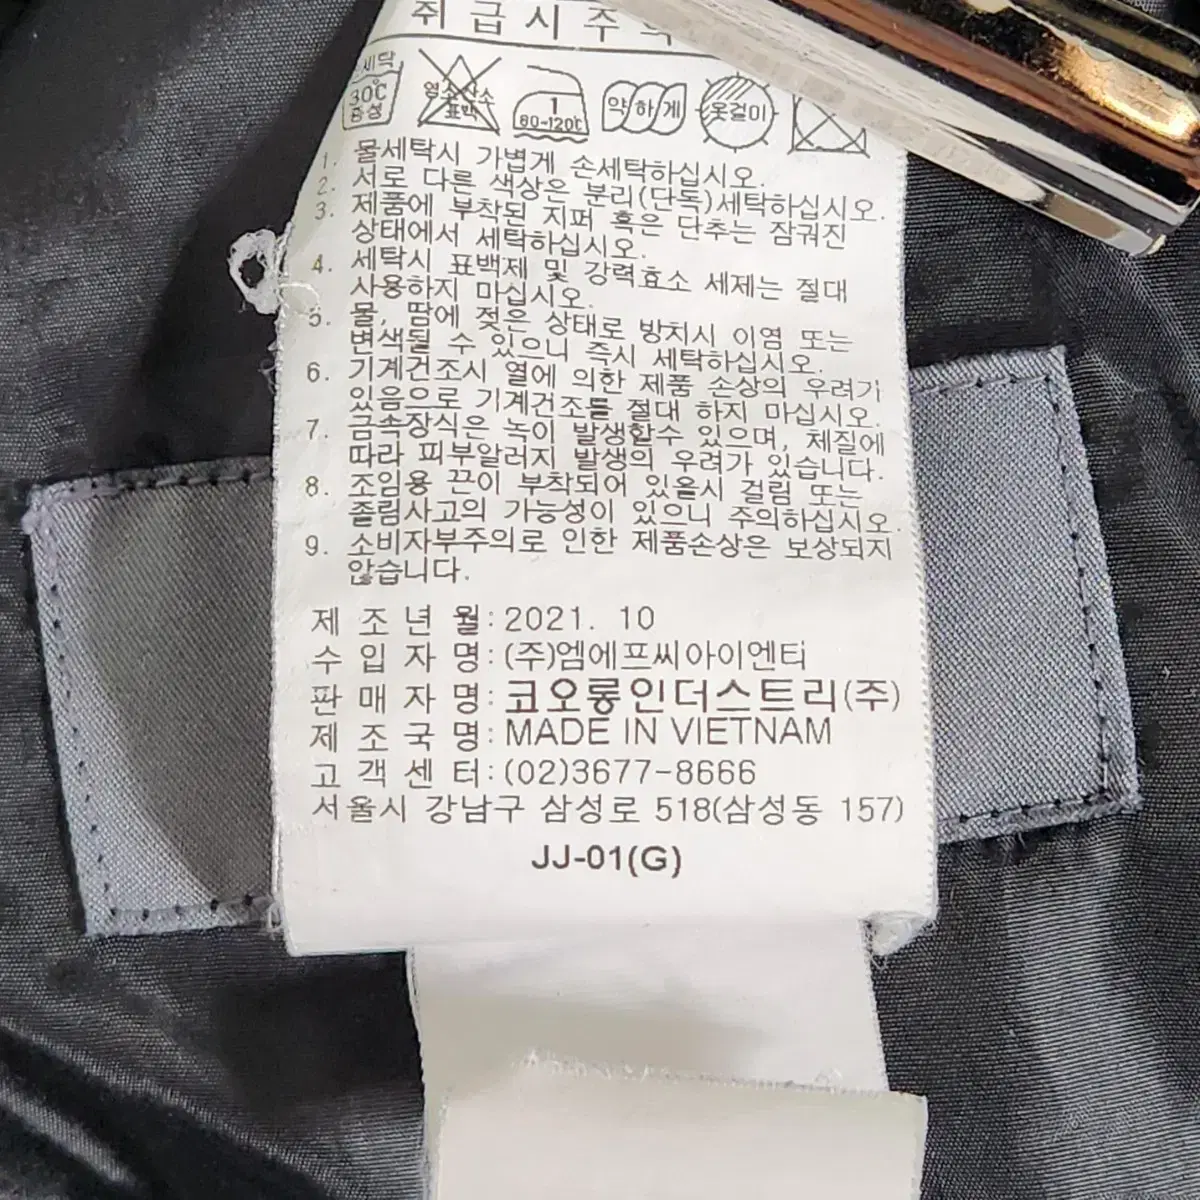 취급시주의
손세탁
30℃
중성
염소산소
표백
1
80-120℃
약하게
옷걸이
1. 물세탁시 가볍게 손세탁하십시오.
2. 서로 다른 색상은 분리(단독)세탁하십시오.
3. 제품에 부착된 지퍼 혹은 단추는 잠궈진
상태에서 세탁하십시오.
4. 세탁시 표백제 및 강력효소 세제는 절대
사용하지 마십시오.
5. 물, 땀에 젖은 상태로 방치시 이염 또는
변색될 수 있으니 즉시 세탁하십시오.
6. 기계건조시 열에 의한 제품 손상의 우려가
있음으로 기계건조를 절대 하지 마십시오.
7. 금속장식은 녹이 발생할수 있으며, 체질에
따라 피부알러지 발생의 우려가 있습니다.
8. 조임용 끈이 부착되어 있을시 걸림 또는
졸림사고의 가능성이 있으니 주의하십시오.
9. 소비자부주의로 인한 제품손상은 보상되지
않습니다.
제 조 년 월: 2021. 10
수 입 자 명: (주)엠에프씨아이엔티
판 매 자 명: 코오롱인더스트리(주)
제 조 국 명: MADE IN VIETNAM
고 객 센 터: (02)3677-8666
서울시 강남구 삼성로 518(삼성동 157)
JJ-01(G)